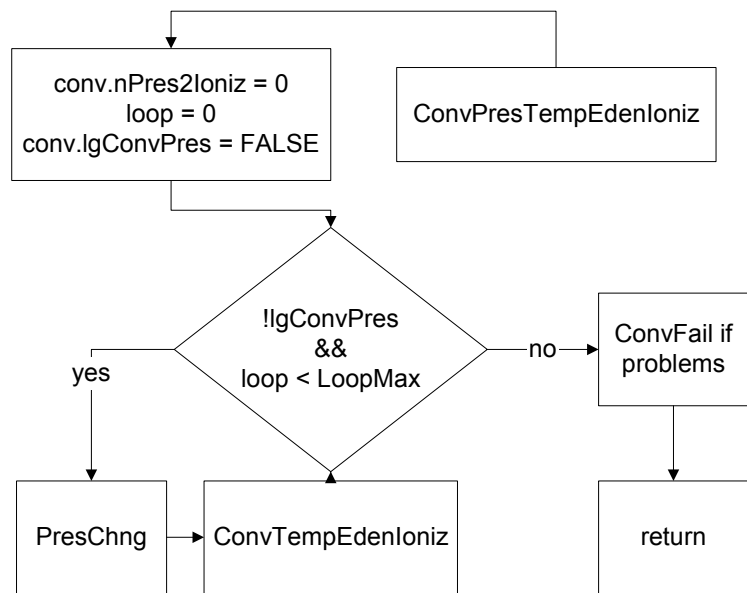 conv.nPres2Ioniz = 0
loop = 0
conv.lgConvPres = FALSE
ConvPresTempEdenIoniz
!lgConvPres
&&
loop < LoopMax
yes
no
ConvFail if
problems
PresChng
ConvTempEdenIoniz
return